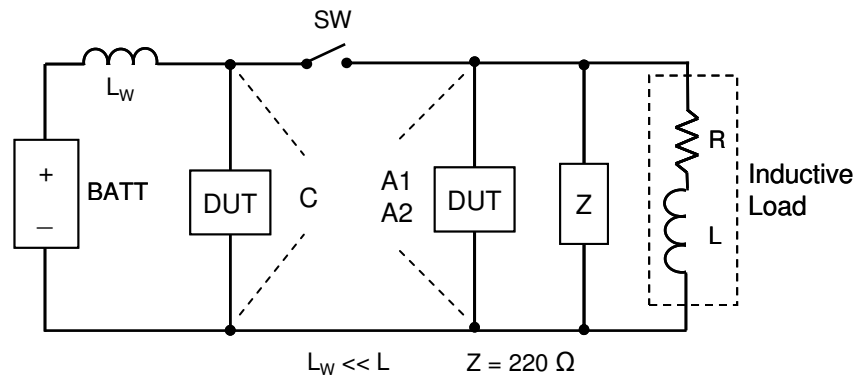 SW
L_W
+
BATT
–
DUT
C
A1
A2
DUT
Z
R
L
Inductive
Load
L_W << L
Z = 220 Ω